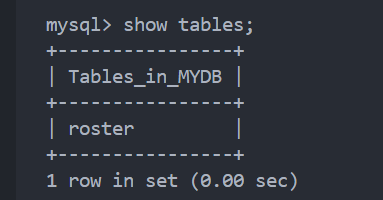 mysql> show tables;
+----------------+
| Tables_in_MYDB |
+----------------+
| roster         |
+----------------+
1 row in set (0.00 sec)